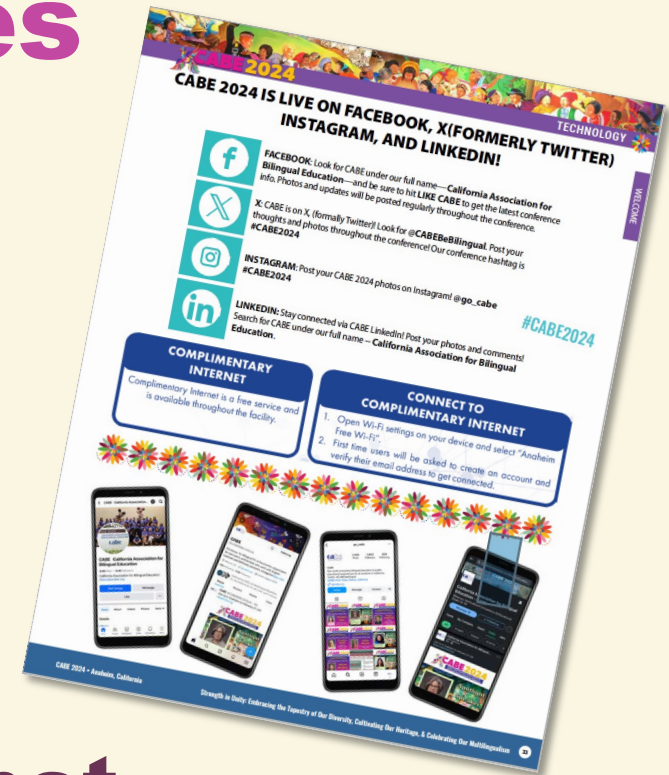 es
CABE 2024
TECHNOLOGY
CABE 2024 IS LIVE ON FACEBOOK, X(FORMERLY TWITTER)
INSTAGRAM, AND LINKEDIN!
WELCOME
FACEBOOK: Look for CABE under our full name—California Association for
Bilingual Education—and be sure to hit LIKE CABE to get the latest conference
info. Photos and updates will be posted regularly throughout the conference.
X: CABE is on X, (formally Twitter)! Look for @CABEBeBilingual. Post your
thoughts and photos throughout the conference! Our conference hashtag is
#CABE2024
INSTAGRAM: Post your CABE 2024 photos on Instagram! @go_cabe
#CABE2024
LINKEDIN: Stay connected via CABE LinkedIn! Post your photos and comments!
Search for CABE under our full name – California Association for Bilingual
Education.
#CABE2024
COMPLIMENTARY
INTERNET
Complimentary Internet is a free service and
is available throughout the facility.
CONNECT TO
COMPLIMENTARY INTERNET
1. Open Wi-Fi settings on your device and select “Anaheim
Free Wi-Fi”.
2. First time users will be asked to create an account and
verify their email address to get connected.
CABE - California Association for
Bilingual Education
CABE
CABE2024
CABE2024
CABE 2024 • Anaheim, California
Strength in Unity: Embracing the Tapestry of Our Diversity, Cultivating Our Heritage, & Celebrating Our Multilingualism
33